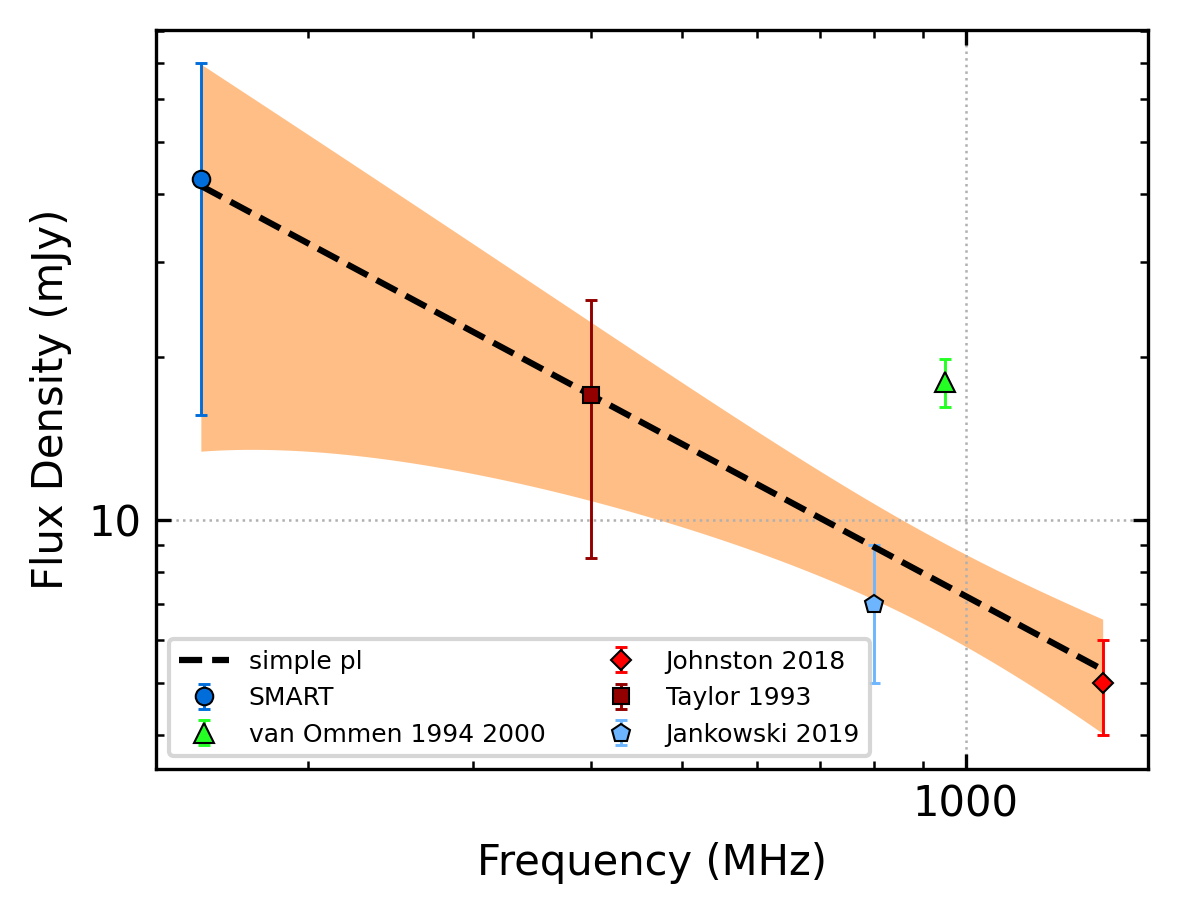 Flux Density (mJy)
10
simple pl
SMART
van Ommen 1994 2000
Johnston 2018
Taylor 1993
Jankowski 2019
1000
Frequency (MHz)